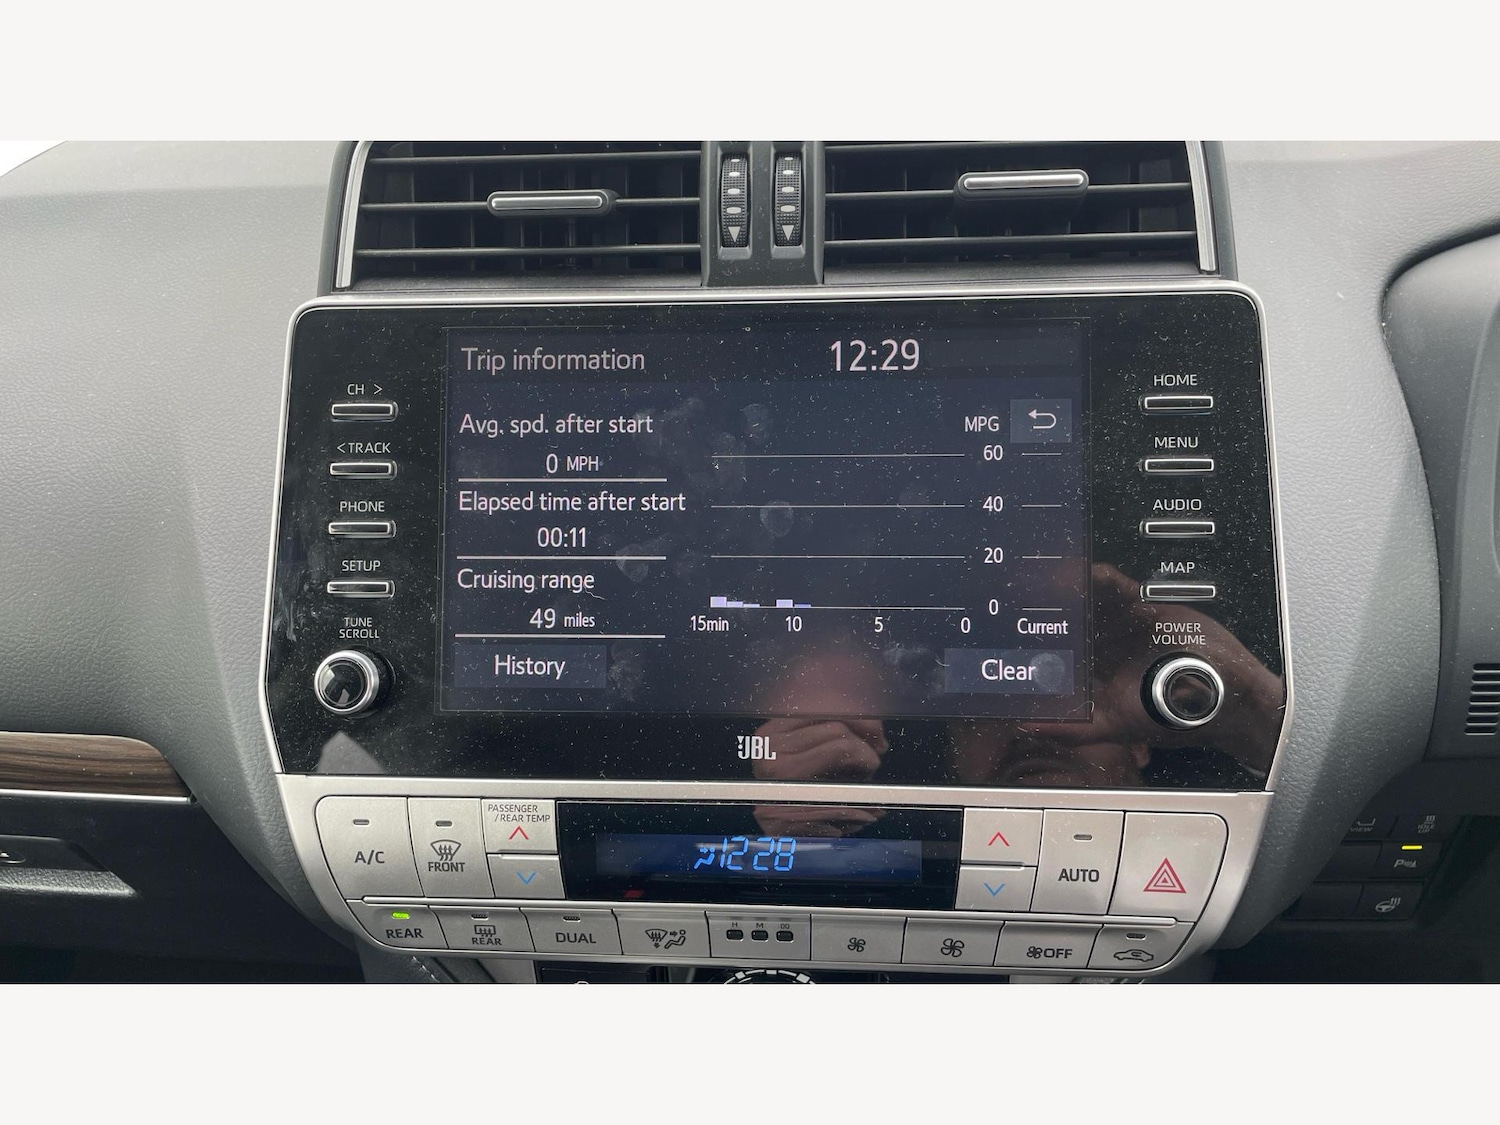 Trip information
12:29
CH >
< TRACK
PHONE
SETUP
TUNE
SCROLL
Avg. spd. after start
0 MPH
Elapsed time after start
00:11
Cruising range
49 miles
History
MPG
60
40
20
0
15min 10 5 0 Current
Clear
HOME
MENU
AUDIO
MAP
POWER
VOLUME
JBL
A/C
FRONT
PASSENGER
/REAR TEMP
12:28
AUTO
REAR
REAR
DUAL
H M
OFF
VIEW